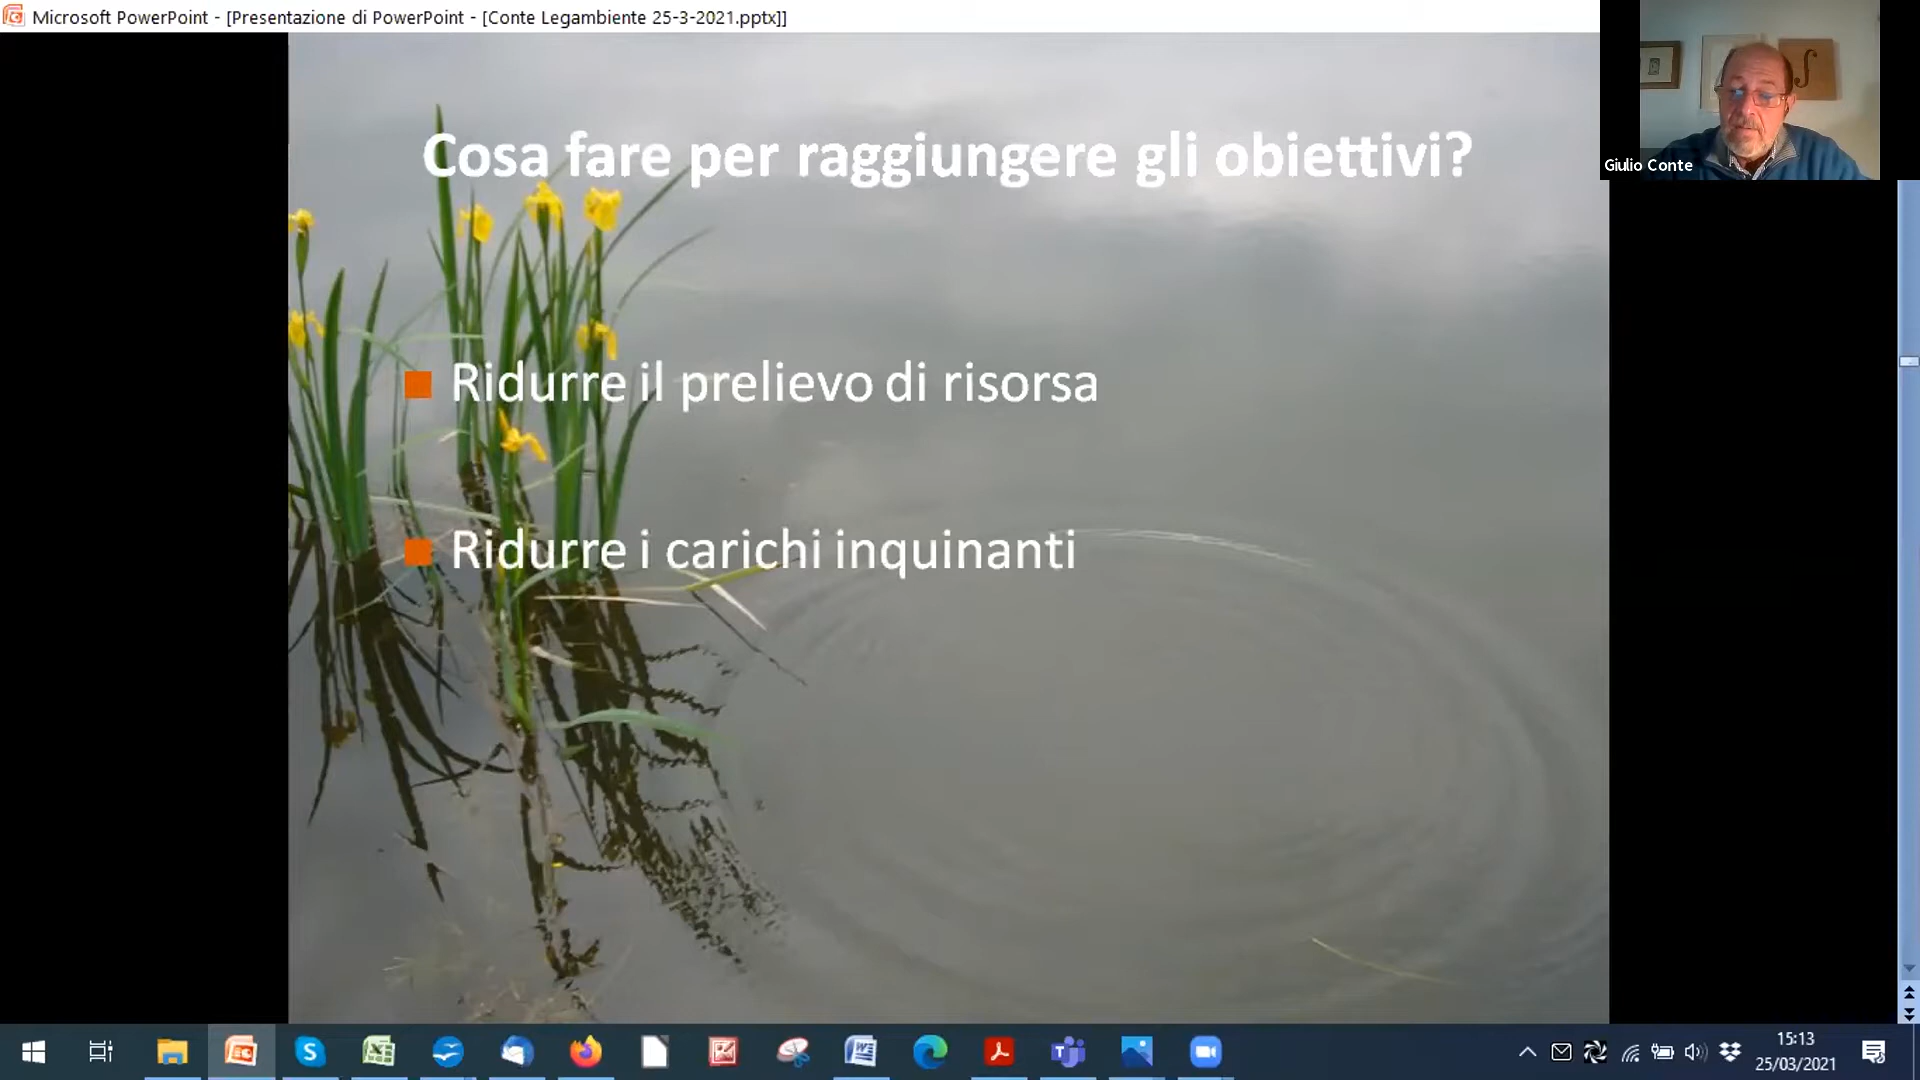 Microsoft PowerPoint - [Presentazione di PowerPoint - [Conte Legambiente 25-3-2021.pptx]]
Giulio Conte
Cosa fare per raggiungere gli obiettivi?
Ridurre il prelievo di risorsa
Ridurre i carichi inquinanti
15:13
25/03/2021